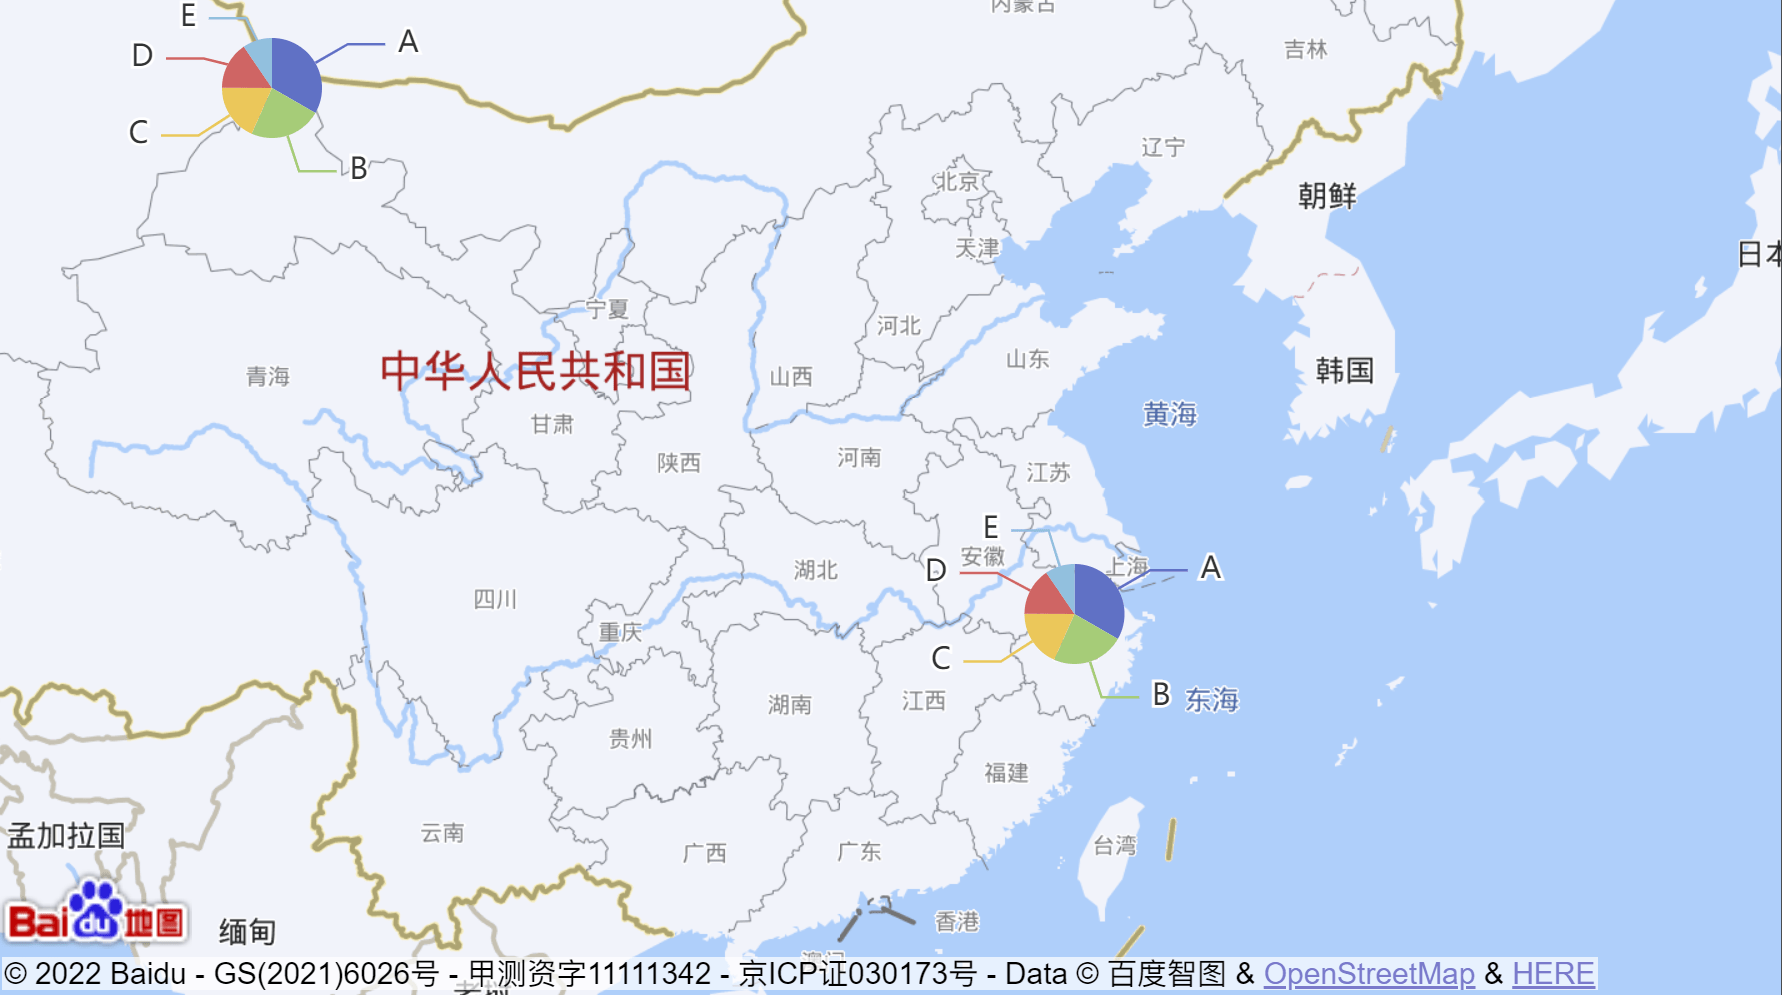 内蒙古
E
A
吉林
D
C
B
辽宁
北京
朝鲜
天津
日本
宁夏
河北
山东
中华人民共和国
青海
山西
韩国
黄海
甘肃
陕西
河南
江苏
E
安徽
上海
A
D
湖北
四川
重庆
C
B
东海
湖南
江西
贵州
福建
孟加拉国
云南
广西
广东
台湾
Bai du 地图
缅甸
香港
澳门
老挝
© 2022 Baidu - GS(2021)6026号 - 甲测资字11111342 - 京ICP证030173号 - Data © 百度智图 & OpenStreetMap & HERE